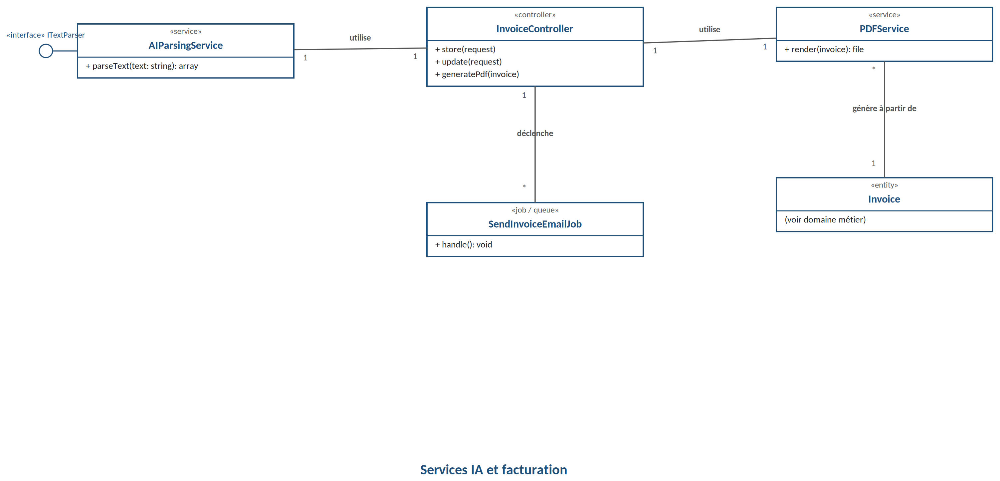 «interface» ITextParser
«service»
AIParsingService
+ parseText(text: string): array
utilise
1
1
«controller»
InvoiceController
+ store(request)
+ update(request)
+ generatePdf(invoice)
utilise
1
1
«service»
PDFService
+ render(invoice): file
1
déclenche
*
*
génère à partir de
1
«job / queue»
SendInvoiceEmailJob
+ handle(): void
«entity»
Invoice
(voir domaine métier)
Services IA et facturation